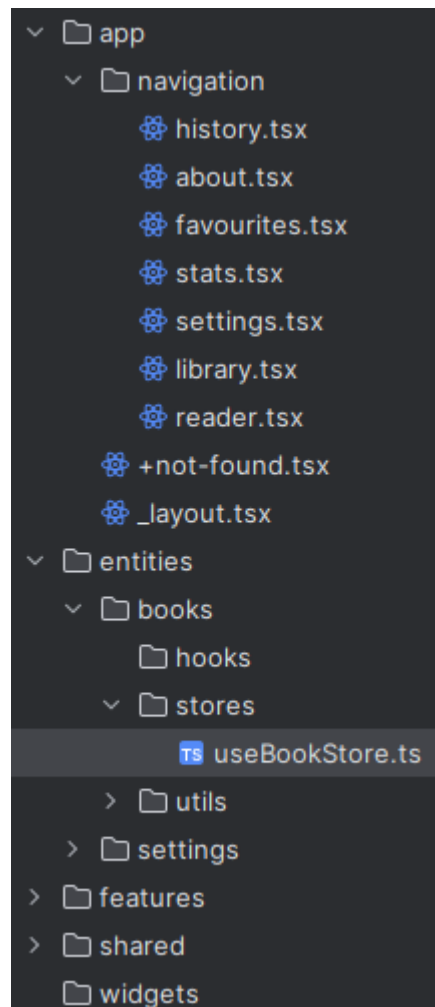 app
navigation
history.tsx
about.tsx
favourites.tsx
stats.tsx
settings.tsx
library.tsx
reader.tsx
+not-found.tsx
_layout.tsx
entities
books
hooks
stores
TS useBookStore.ts
utils
settings
features
shared
widgets